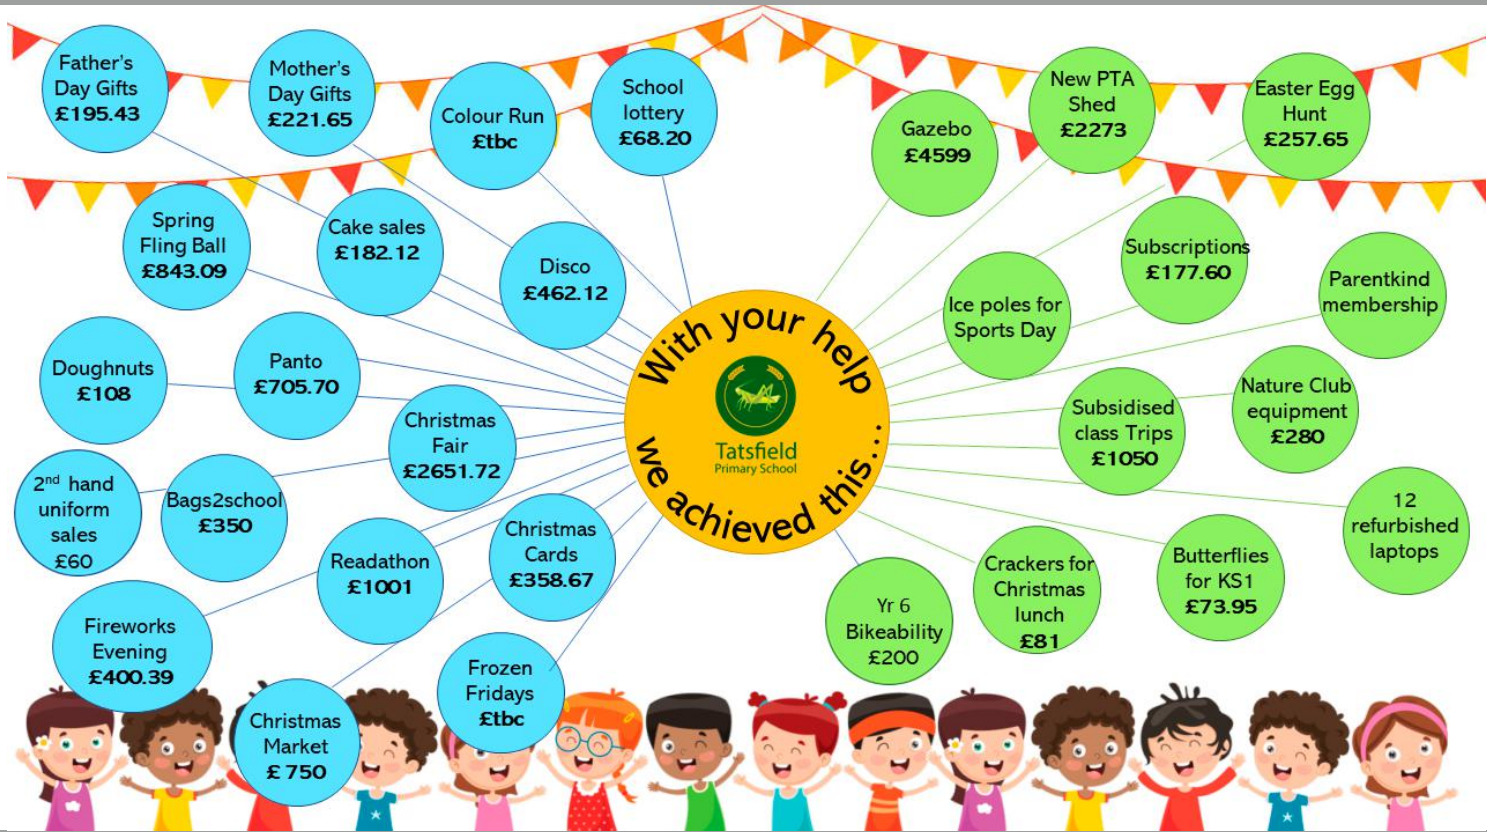 Father's
Day Gifts
£195.43
Mother's
Day Gifts
£221.65
Colour Run
£tbc
School
lottery
£68.20
Gazebo
£4599
New PTA
Shed
£2273
Easter Egg
Hunt
£257.65
Spring
Fling Ball
£843.09
Cake sales
£182.12
Disco
£462.12
Subscriptions
£177.60
Ice poles for
Sports Day
Parentkind
membership
Doughnuts
£108
Panto
£705.70
Christmas
Fair
£2651.72
With your help
Tatsfield
Primary School
we achieved this...
Subsidised
class Trips
£1050
Nature Club
equipment
£280
2nd hand
uniform
sales
£60
Bags2school
£350
Readathon
£1001
Christmas
Cards
£358.67
12
refurbished
laptops
Butterflies
for KS1
£73.95
Crackers for
Christmas
lunch
£81
Yr 6
Bikeability
£200
Fireworks
Evening
£400.39
Christmas
Market
£ 750
Frozen
Fridays
£tbc